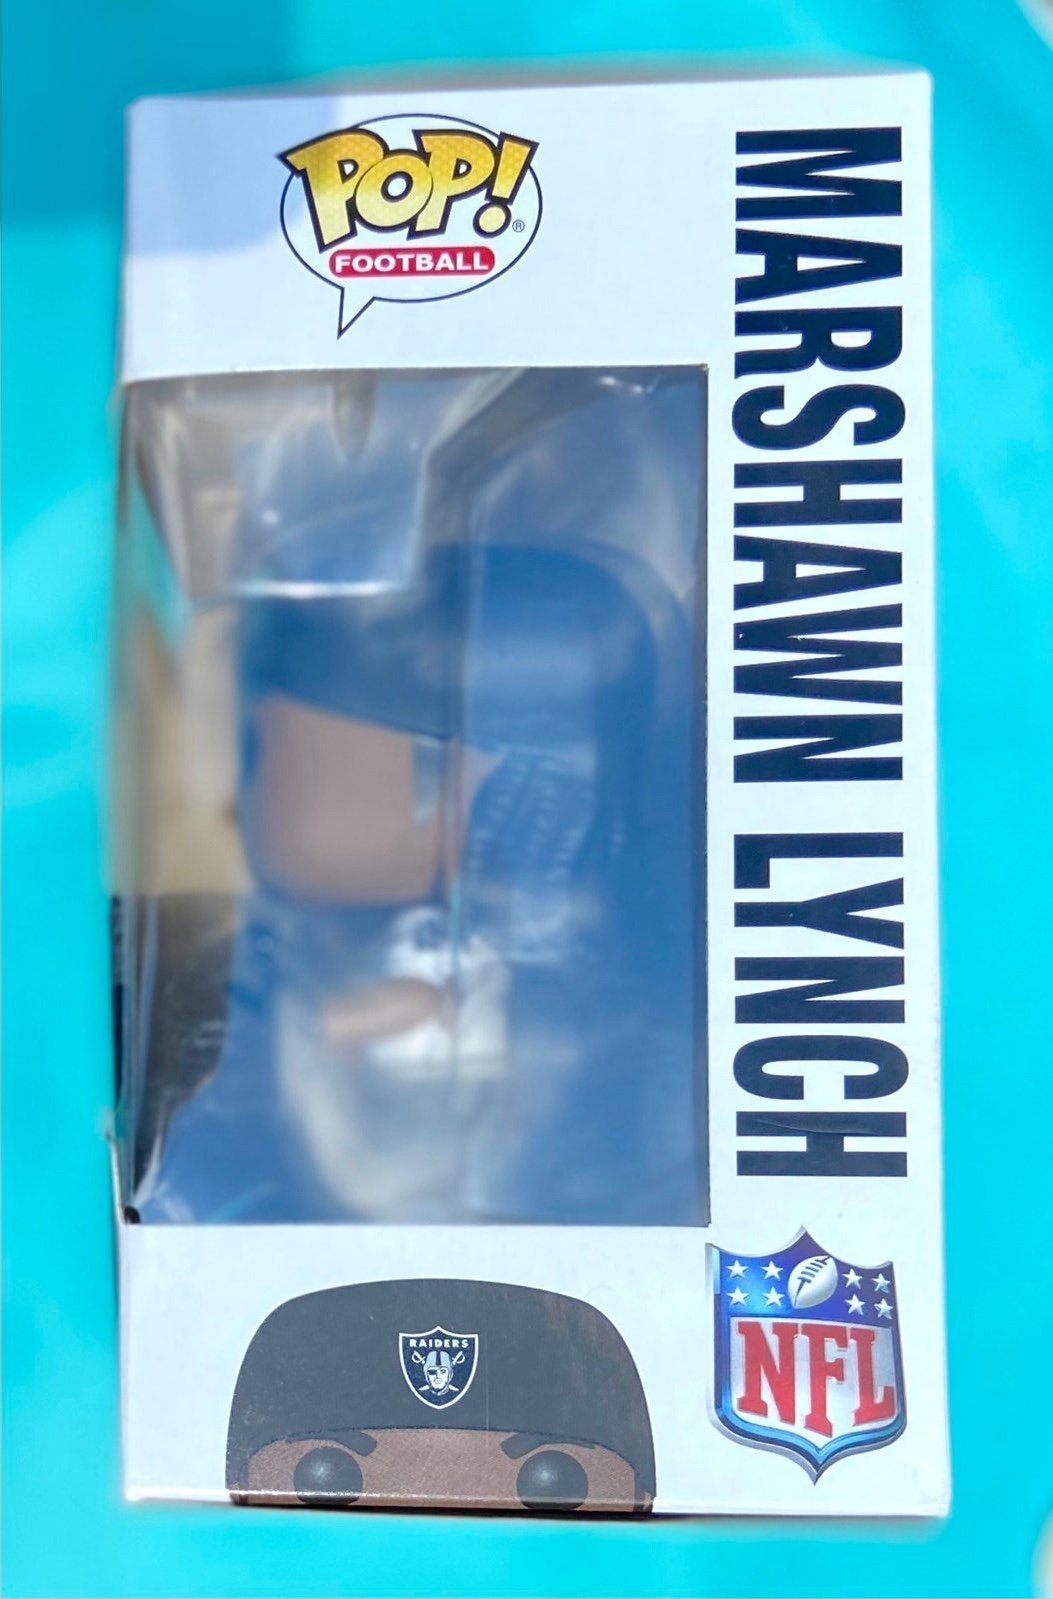 POP!®
FOOTBALL
MARSHAWN LYNCH
RAIDERS
NFL